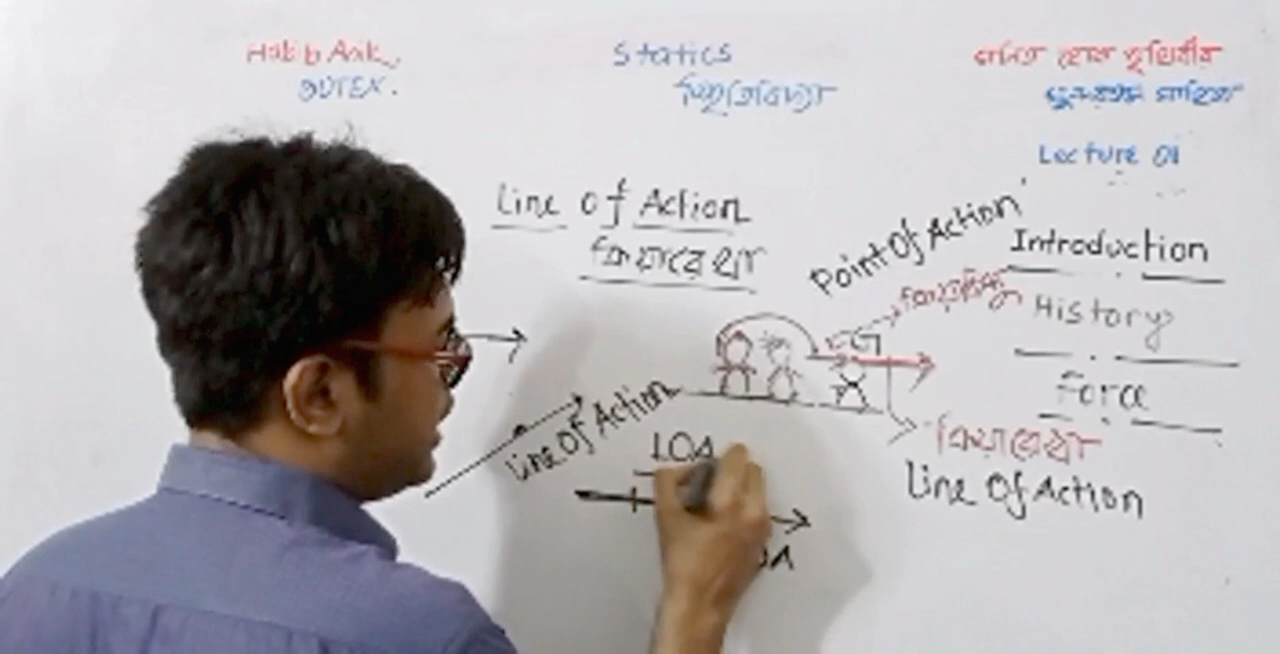 Habib Anik,
BUTEX.
Statics
স্থিতিবিদ্যা
Lecture 01
Line Of Action
ক্রিয়ারেখা
Point Of Action
ক্রিয়াবিন্দু
Introduction
History
Force
Line Of Action
ক্রিয়ারেখা
Line Of Action
LOA